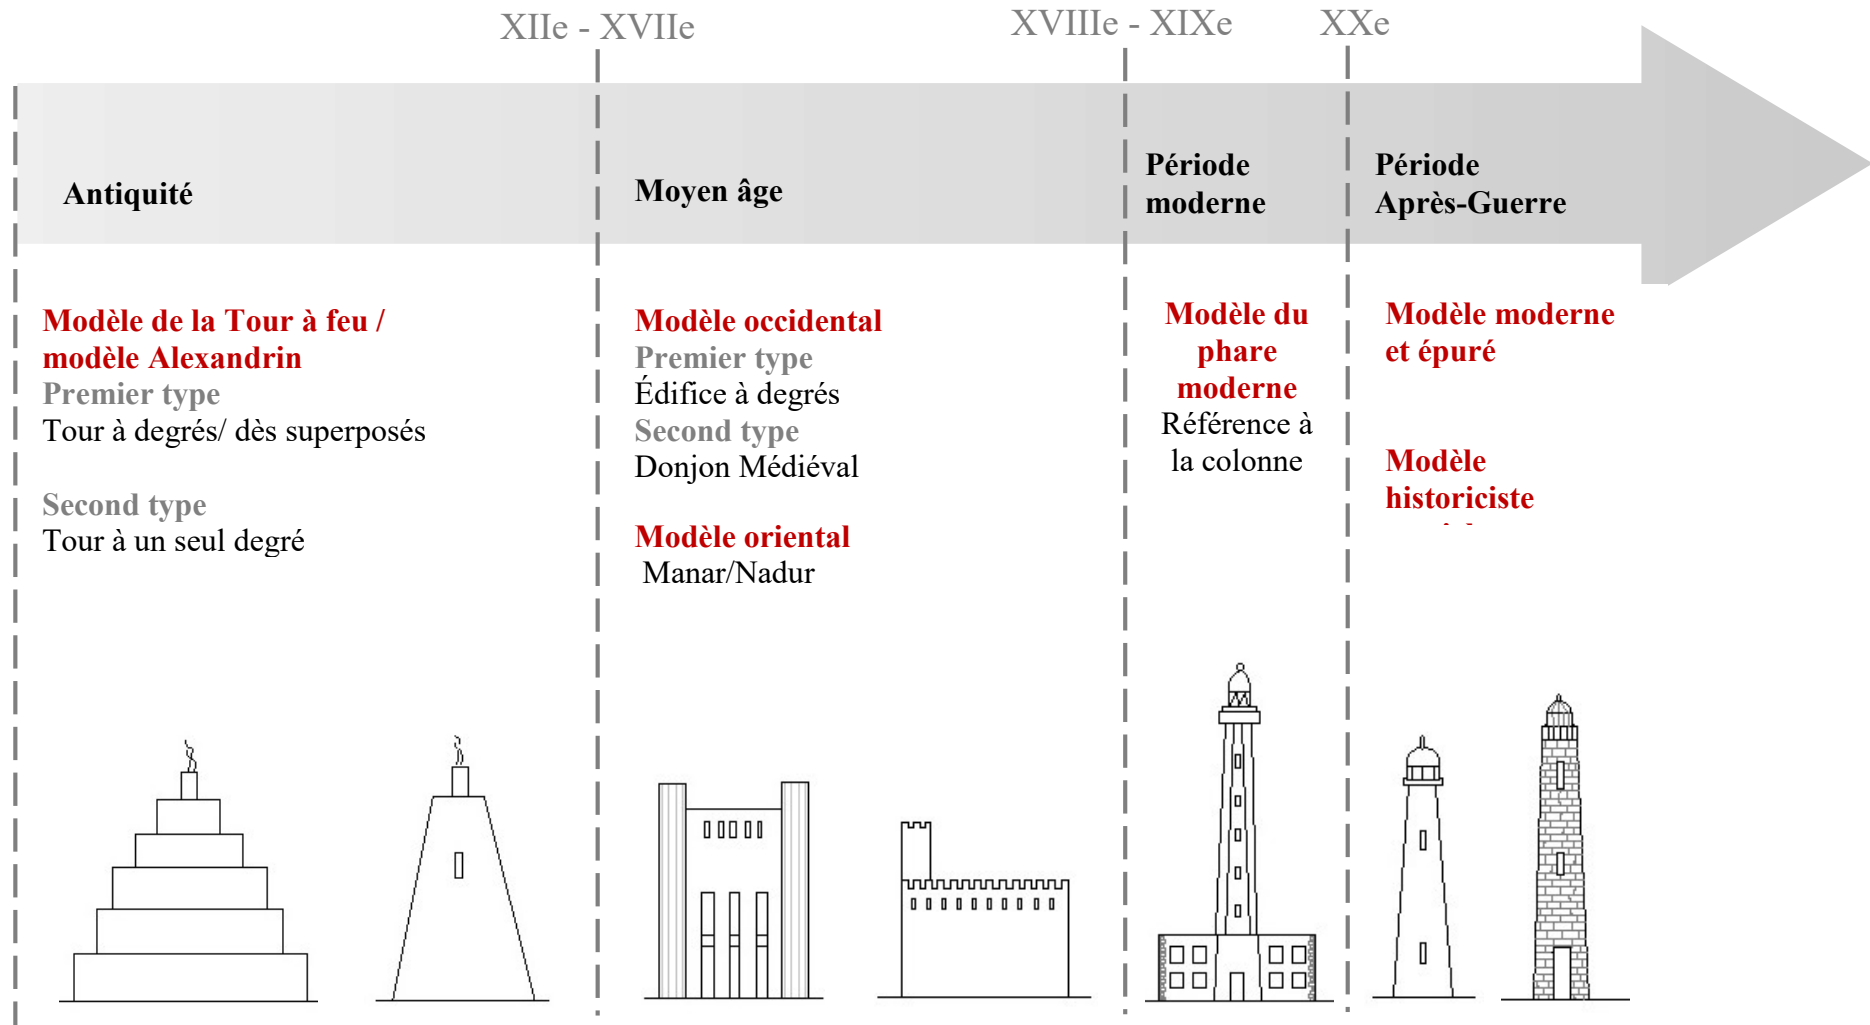 XIIe - XVIIe
XVIIIe - XIXe
XXe
Antiquité
Moyen âge
Période
moderne
Période
Après-Guerre
Modèle de la Tour à feu /
modèle Alexandrin
Premier type
Tour à degrés/ dès superposés
Second type
Tour à un seul degré
Modèle occidental
Premier type
Édifice à degrés
Second type
Donjon Médiéval
Modèle oriental
Manar/Nadur
Modèle du
phare
moderne
Référence à
la colonne
Modèle moderne
et épuré
Modèle
historiciste